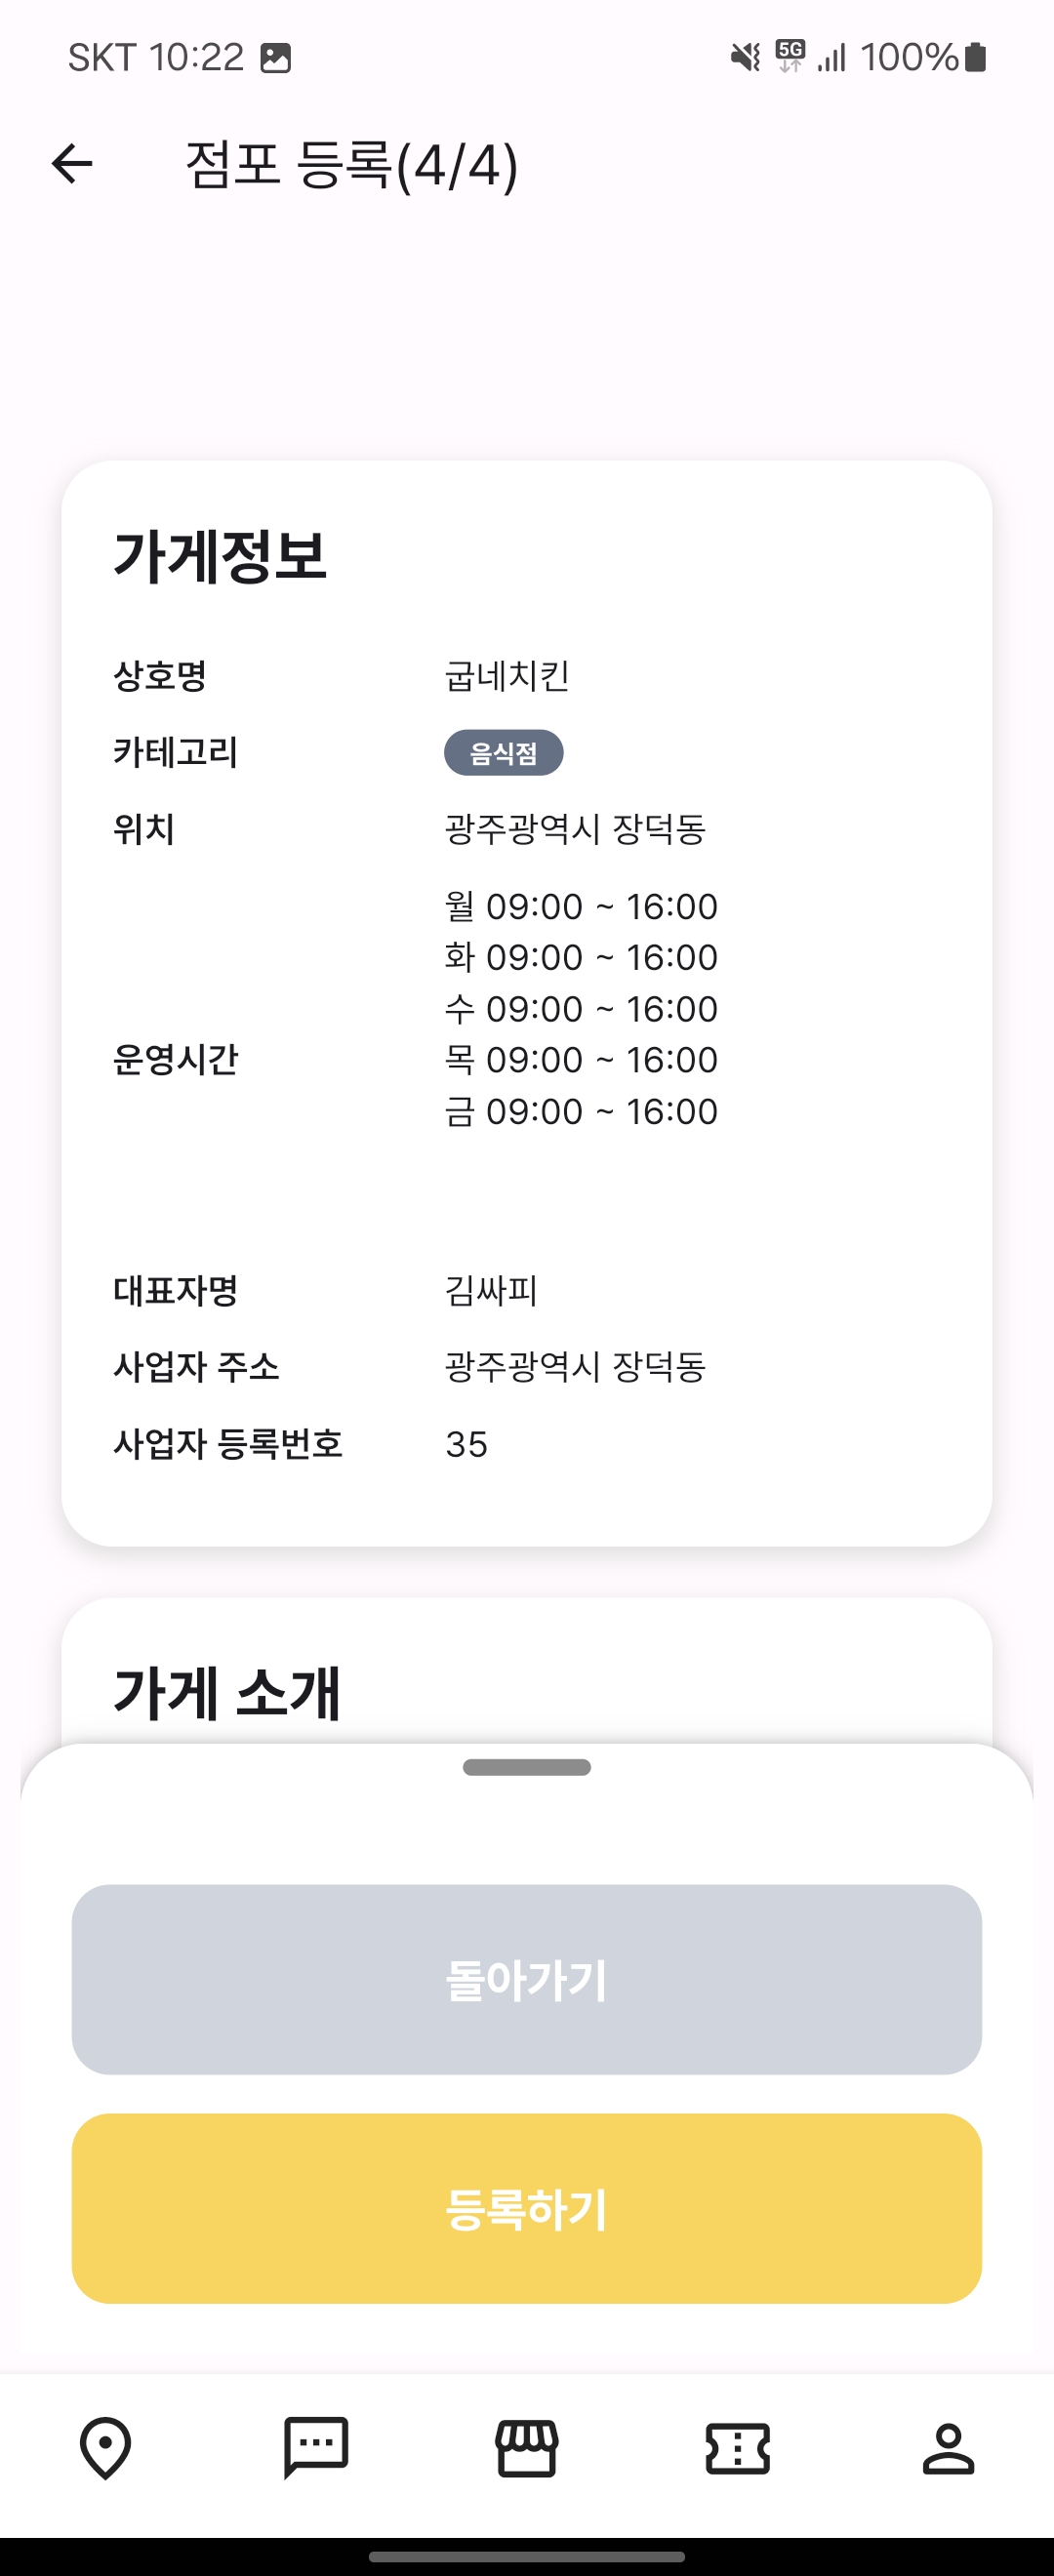 SKT 10:22 5G 100%
점포 등록(4/4)
가게정보
상호명 굽네치킨
카테고리 음식점
위치 광주광역시 장덕동
운영시간
월 09:00 ~ 16:00
화 09:00 ~ 16:00
수 09:00 ~ 16:00
목 09:00 ~ 16:00
금 09:00 ~ 16:00
대표자명 김싸피
사업자 주소 광주광역시 장덕동
사업자 등록번호 35
가게 소개
돌아가기
등록하기